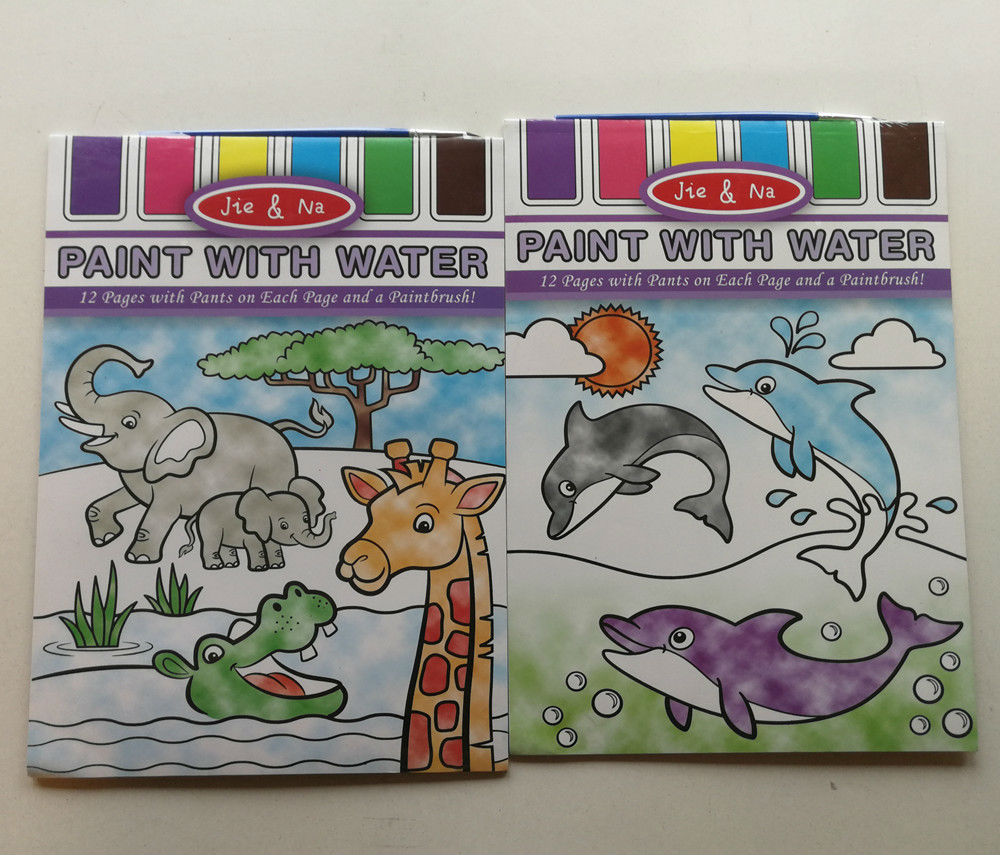 Jie & Na
PAINT WITH WATER
12 Pages with Pants on Each Page and a Paintbrush!
Jie & Na
PAINT WITH WATER
12 Pages with Pants on Each Page and a Paintbrush!